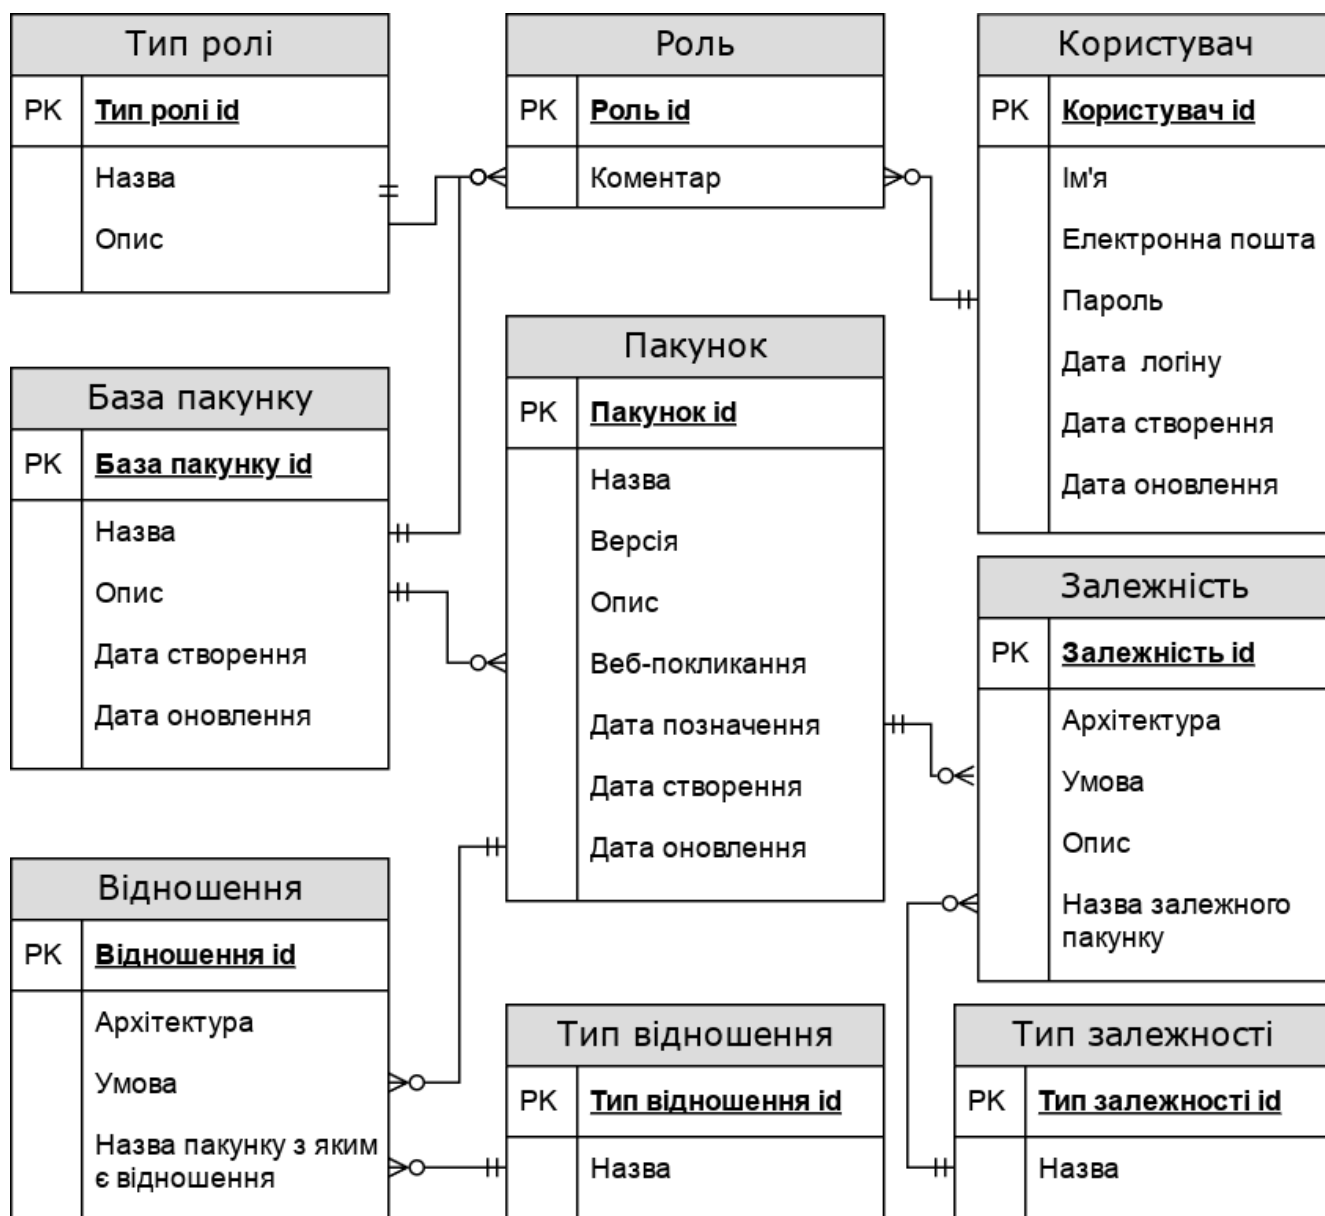 Тип ролі
PK Тип ролі id
Назва
Опис
Роль
PK Роль id
Коментар
Користувач
PK Користувач id
Ім'я
Електронна пошта
Пароль
Дата логіну
Дата створення
Дата оновлення
База пакунку
PK База пакунку id
Назва
Опис
Дата створення
Дата оновлення
Пакунок
PK Пакунок id
Назва
Версія
Опис
Веб-покликання
Дата позначення
Дата створення
Дата оновлення
Залежність
PK Залежність id
Архітектура
Умова
Опис
Назва залежного
пакунку
Відношення
PK Відношення id
Архітектура
Умова
Назва пакунку з яким
є відношення
Тип відношення
PK Тип відношення id
Назва
Тип залежності
PK Тип залежності id
Назва